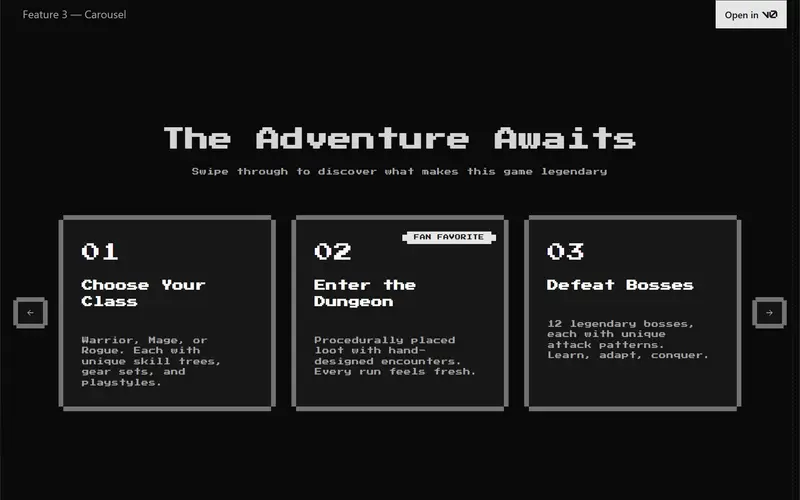 Feature 3 — Carousel
Open in v0
The Adventure Awaits
Swipe through to discover what makes this game legendary
←
01
Choose Your
Class
Warrior, Mage, or
Rogue. Each with
unique skill trees,
gear sets, and
playstyles.
FAN FAVORITE
02
Enter the
Dungeon
Procedurally placed
loot with hand-
designed encounters.
Every run feels fresh.
03
Defeat Bosses
12 legendary bosses,
each with unique
attack patterns.
Learn, adapt, conquer.
→